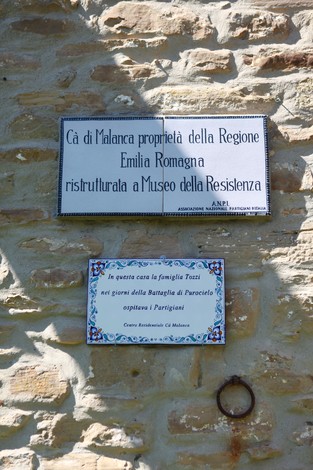 Cà di Malanca proprietà della Regione
Emilia Romagna
ristrutturata a Museo della Resistenza
A.N.P.I.
ASSOCIAZIONE NAZIONALE PARTIGIANI D'ITALIA
In questa casa la famiglia Tozzi
nei giorni della Battaglia di Purocielo
ospitava i Partigiani
Centro Residenziale Cà Malanca